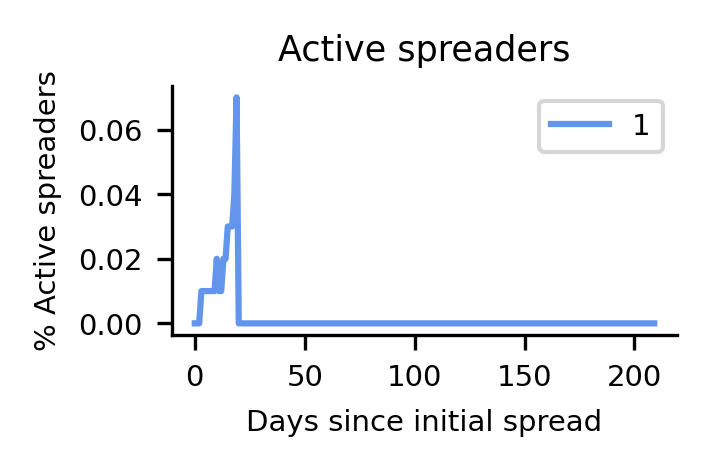 Active spreaders
1
% Active spreaders
0.06
0.04
0.02
0.00
0 50 100 150 200
Days since initial spread